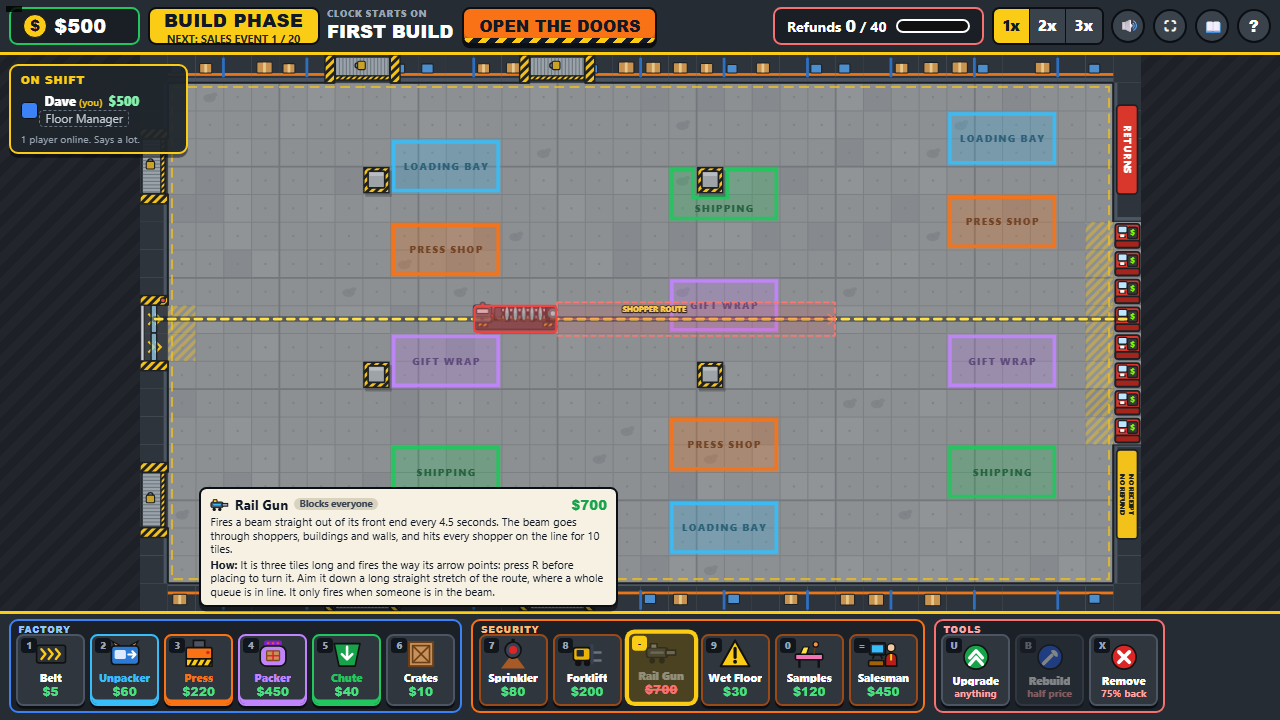 $500
BUILD PHASE
NEXT: SALES EVENT 1 / 20
CLOCK STARTS ON
FIRST BUILD
OPEN THE DOORS
Refunds 0 / 40
1x
2x
3x
?
ON SHIFT
Dave (you) $500
Floor Manager
1 player online. Says a lot.
LOADING BAY
LOADING BAY
RETURNS
SHIPPING
PRESS SHOP
PRESS SHOP
GIFT WRAP
SHOPPER ROUTE
GIFT WRAP
GIFT WRAP
PRESS SHOP
SHIPPING
SHIPPING
NO RECEIPT
NO REFUND
LOADING BAY
Rail Gun
Blocks everyone
$700
Fires a beam straight out of its front end every 4.5 seconds. The beam goes
through shoppers, buildings and walls, and hits every shopper on the line for 10
tiles.
How: It is three tiles long and fires the way its arrow points: press R before
placing to turn it. Aim it down a long straight stretch of the route, where a whole
queue is in line. It only fires when someone is in the beam.
FACTORY
1
Belt
$5
2
Unpacker
$60
3
Press
$220
4
Packer
$450
5
Chute
$40
6
Crates
$10
SECURITY
7
Sprinkler
$80
8
Forklift
$200
-
Rail Gun
$700
9
Wet Floor
$30
0
Samples
$120
=
Salesman
$450
TOOLS
U
Upgrade
anything
B
Rebuild
half price
X
Remove
75% back